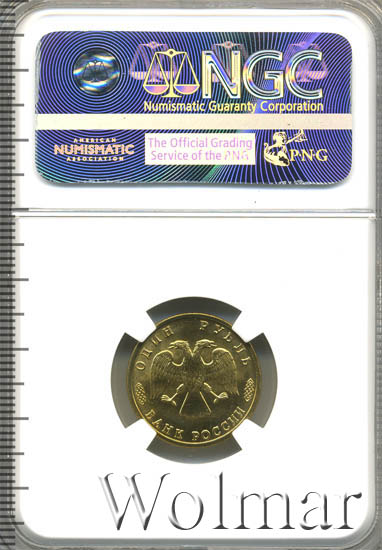 NGC
Numismatic Guaranty Corporation
AMERICAN
NUMISMATIC
ASSOCIATION
The Official Grading
Service of the PNG
PNG
ОДИН РУБЛЬ
БАНК РОССИИ
Wolmar